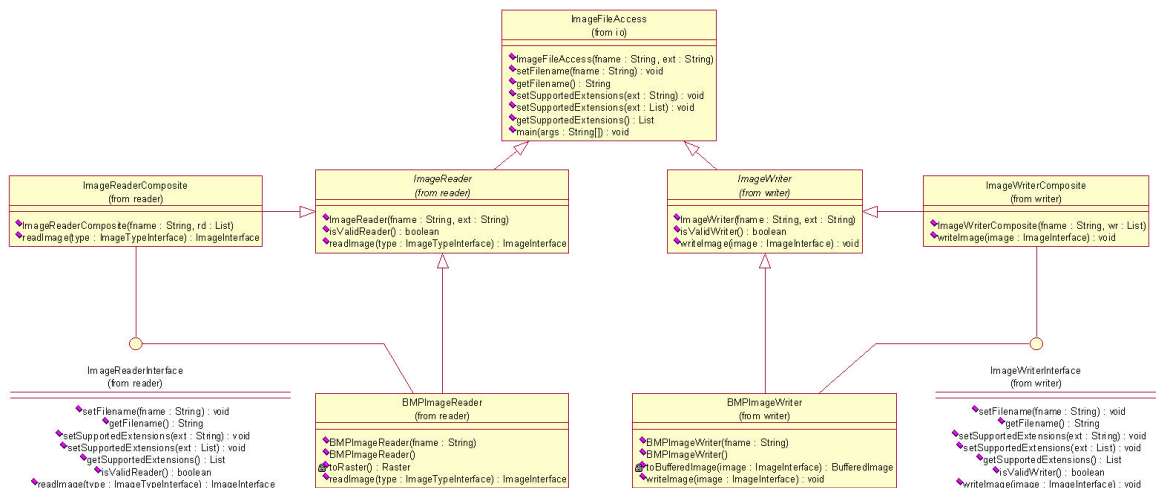 ImageFileAccess
(from io)
ImageFileAccess(fname : String, ext : String)
setFilename(fname : String) : void
getFilename() : String
setSupportedExtensions(ext : String) : void
setSupportedExtensions(ext : List) : void
getSupportedExtensions() : List
main(args : String[]) : void
ImageReaderComposite
(from reader)
ImageReaderComposite(fname : String, rd : List)
readImage(type : ImageTypeInterface) : ImageInterface
ImageReader
(from reader)
ImageReader(fname : String, ext : String)
isValidReader() : boolean
readImage(type : ImageTypeInterface) : ImageInterface
ImageWriter
(from writer)
ImageWriter(fname : String, ext : String)
isValidWriter() : boolean
writeImage(image : ImageInterface) : void
ImageWriterComposite
(from writer)
ImageWriterComposite(fname : String, wr : List)
writeImage(image : ImageInterface) : void
ImageReaderInterface
(from reader)
setFilename(fname : String) : void
getFilename() : String
setSupportedExtensions(ext : String) : void
setSupportedExtensions(ext : List) : void
getSupportedExtensions() : List
isValidReader() : boolean
readImage(type : ImageTypeInterface) : ImageInterface
BMPImageReader
(from reader)
BMPImageReader(fname : String)
BMPImageReader()
toRaster() : Raster
readImage(type : ImageTypeInterface) : ImageInterface
BMPImageWriter
(from writer)
BMPImageWriter(fname : String)
BMPImageWriter()
toBufferedImage(image : ImageInterface) : BufferedImage
writeImage(image : ImageInterface) : void
ImageWriterInterface
(from writer)
setFilename(fname : String) : void
getFilename() : String
setSupportedExtensions(ext : String) : void
setSupportedExtensions(ext : List) : void
getSupportedExtensions() : List
isValidWriter() : boolean
writeImage(image : ImageInterface) : void